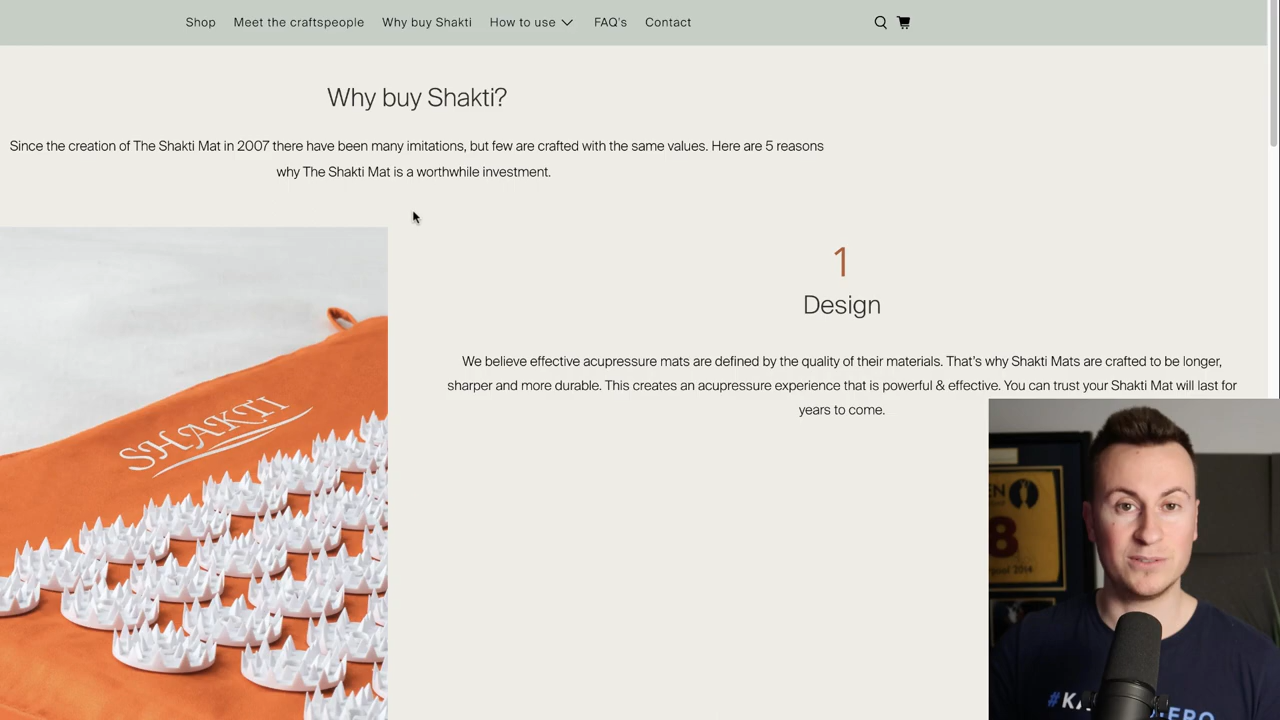 Shop Meet the craftspeople Why buy Shakti How to use FAQ's Contact
Why buy Shakti?
Since the creation of The Shakti Mat in 2007 there have been many imitations, but few are crafted with the same values. Here are 5 reasons
why The Shakti Mat is a worthwhile investment.
1
Design
We believe effective acupressure mats are defined by the quality of their materials. That's why Shakti Mats are crafted to be longer,
sharper and more durable. This creates an acupressure experience that is powerful & effective. You can trust your Shakti Mat will last for
years to come.
SHAKTI
8
2014